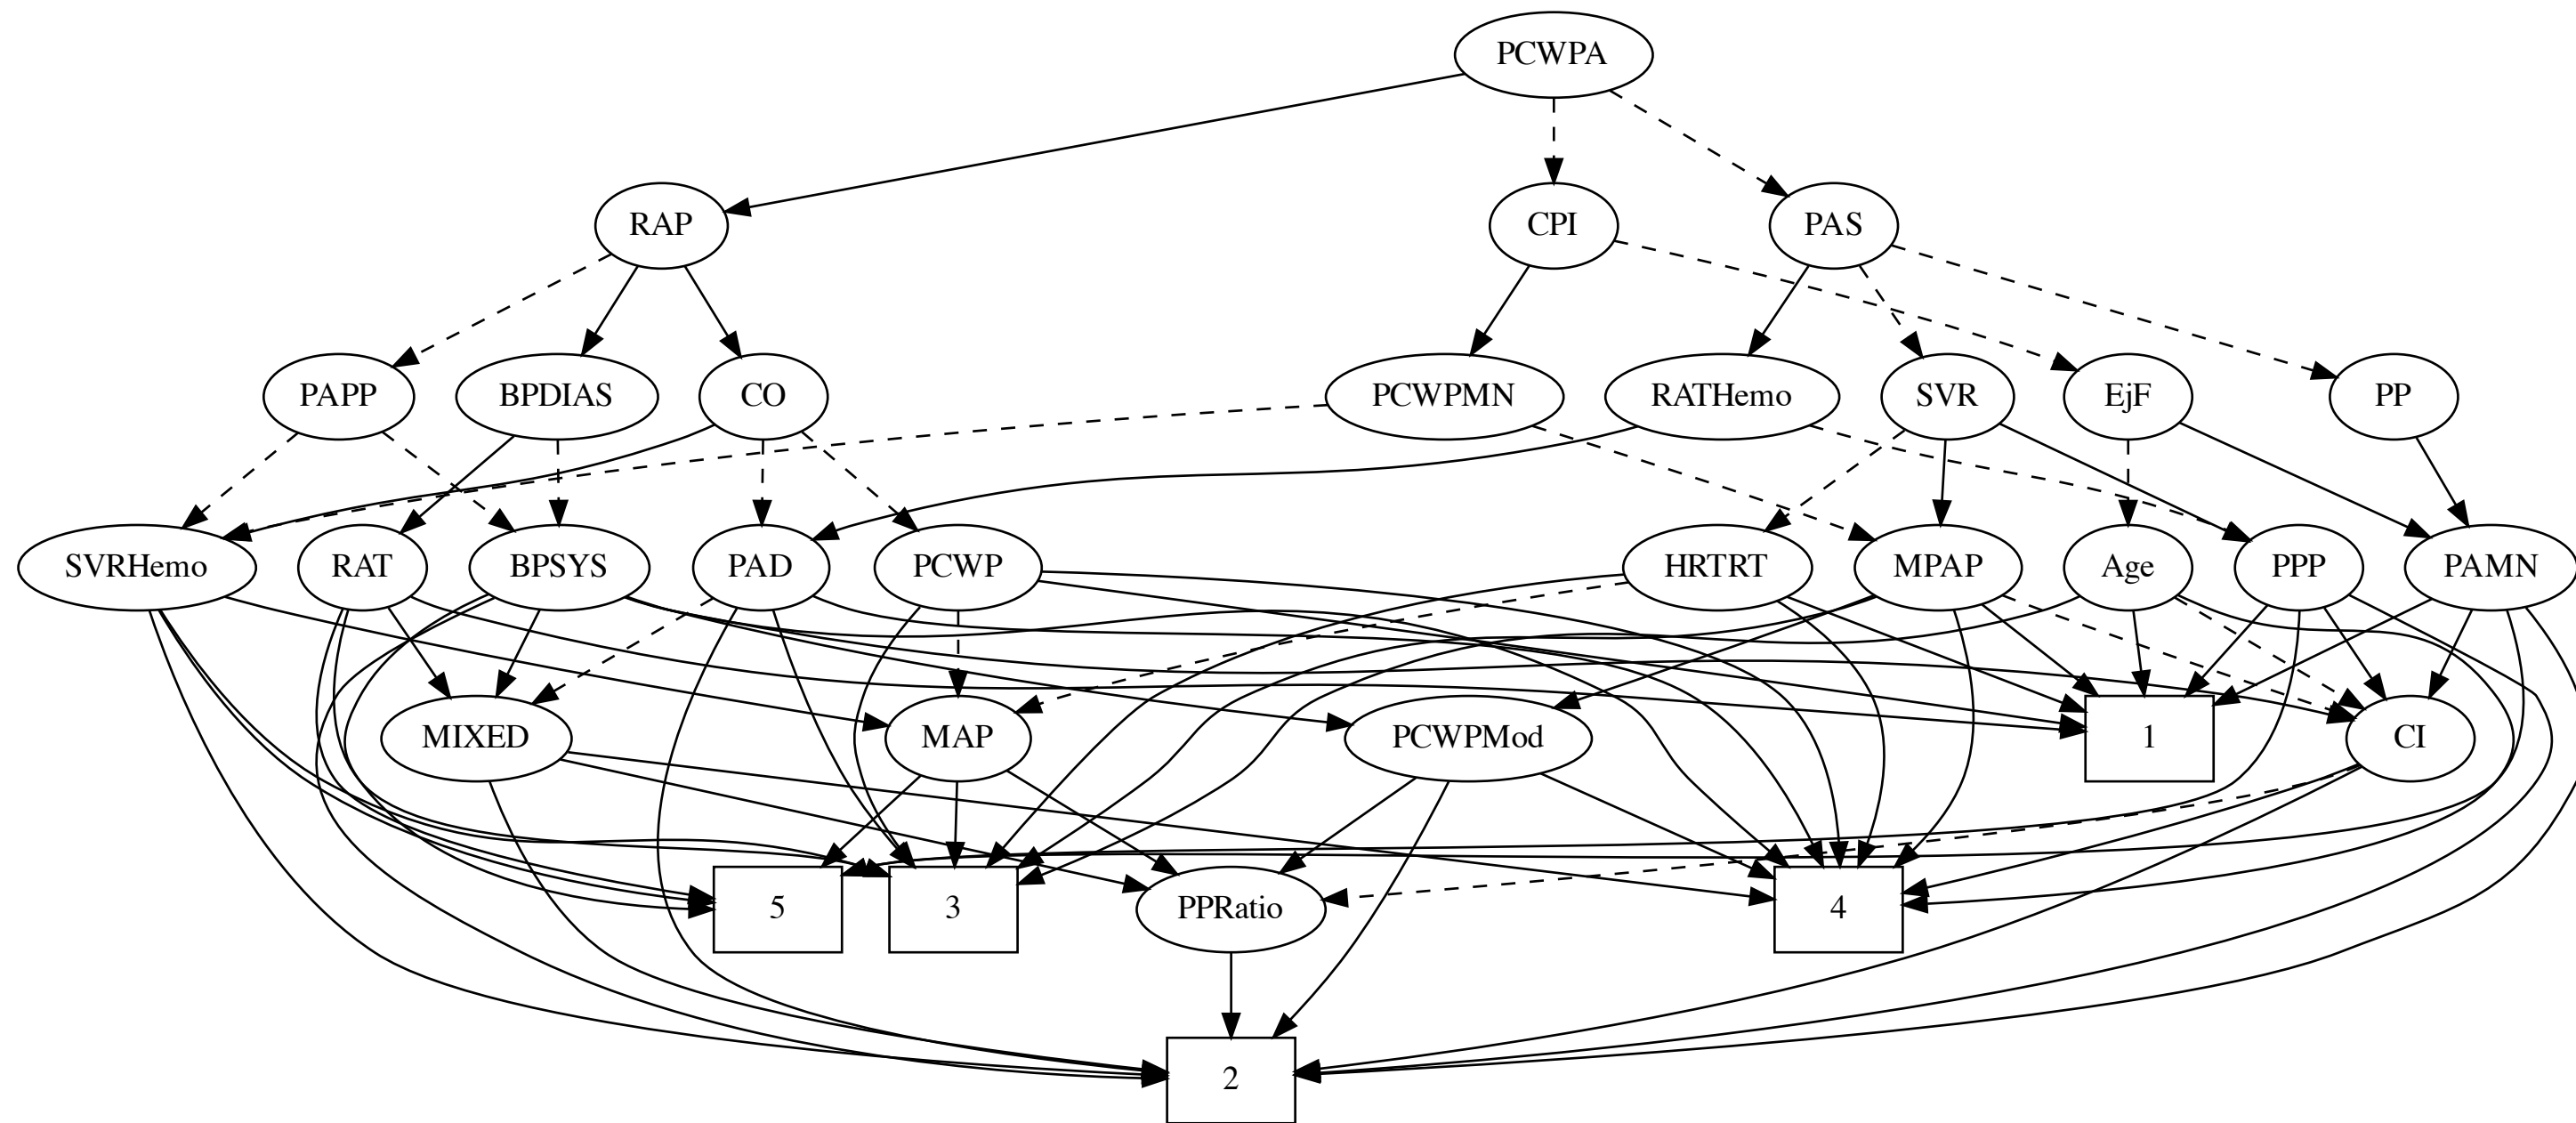 PCWPA
RAP
CPI
PAS
PAPP
BPDIAS
CO
PCWPMN
RATHemo
SVR
EjF
PP
SVRHemo
RAT
BPSYS
PAD
PCWP
HRTRT
MPAP
Age
PPP
PAMN
MIXED
MAP
PCWPMod
1
CI
5
3
PPRatio
4
2